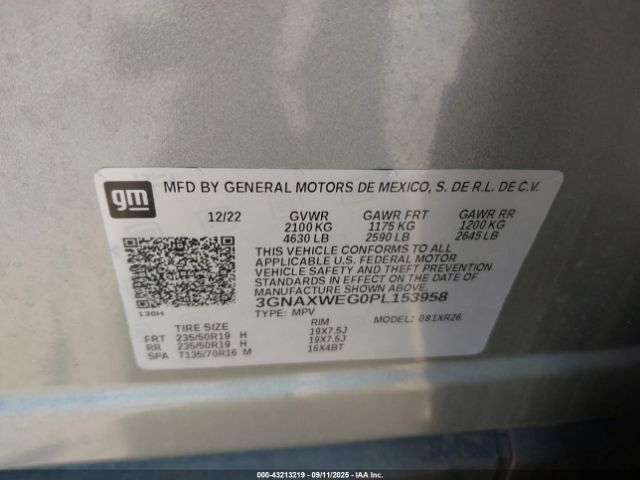 gm MFD BY GENERAL MOTORS DE MEXICO, S. DE R.L. DE C.V.
12/22 GVWR GAWR FRT GAWR RR
2100 KG 1175 KG 1200 KG
4630 LB 2590 LB 2645 LB
THIS VEHICLE CONFORMS TO ALL
APPLICABLE U.S. FEDERAL MOTOR
VEHICLE SAFETY AND THEFT
PREVENTION STANDARDS IN
EFFECT ON THE DATE OF
MANUFACTURE SHOWN ABOVE.
3GNAXWEG0PL153958
130H TYPE: MPV MODEL: 081XR26
TIRE SIZE RIM
FRT 235/50R19 H 19X7.5J
RR 235/50R19 H 19X7.5J
SPA T135/70R16 M 16X4BT
000-43213219 | 09/11/2025 | IAA Inc.